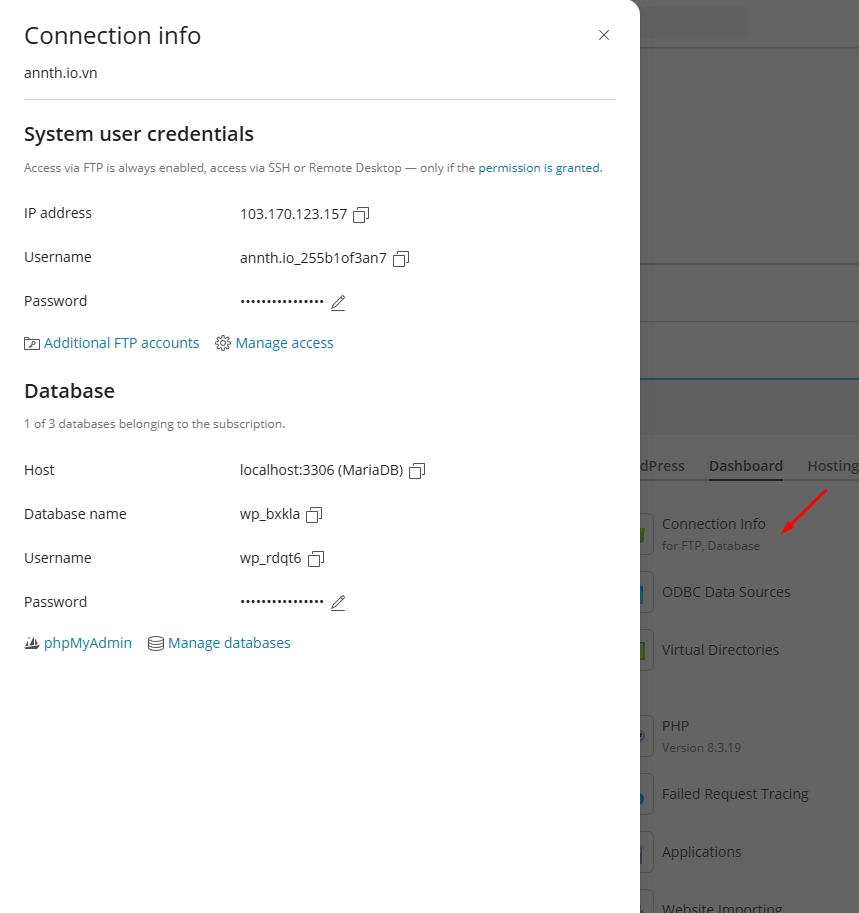 Connection info
annth.io.vn
System user credentials
Access via FTP is always enabled, access via SSH or Remote Desktop — only if the permission is granted.
IP address 103.170.123.157
Username annth.io_255b1of3an7
Password ••••••••••••••••
Additional FTP accounts Manage access
Database
1 of 3 databases belonging to the subscription.
Host localhost:3306 (MariaDB)
Database name wp_bxkla
Username wp_rdqt6
Password ••••••••••••••••
phpMyAdmin Manage databases
dPress Dashboard Hosting
Connection Info
for FTP, Database
ODBC Data Sources
Virtual Directories
PHP
Version 8.3.19
Failed Request Tracing
Applications
Website Importing